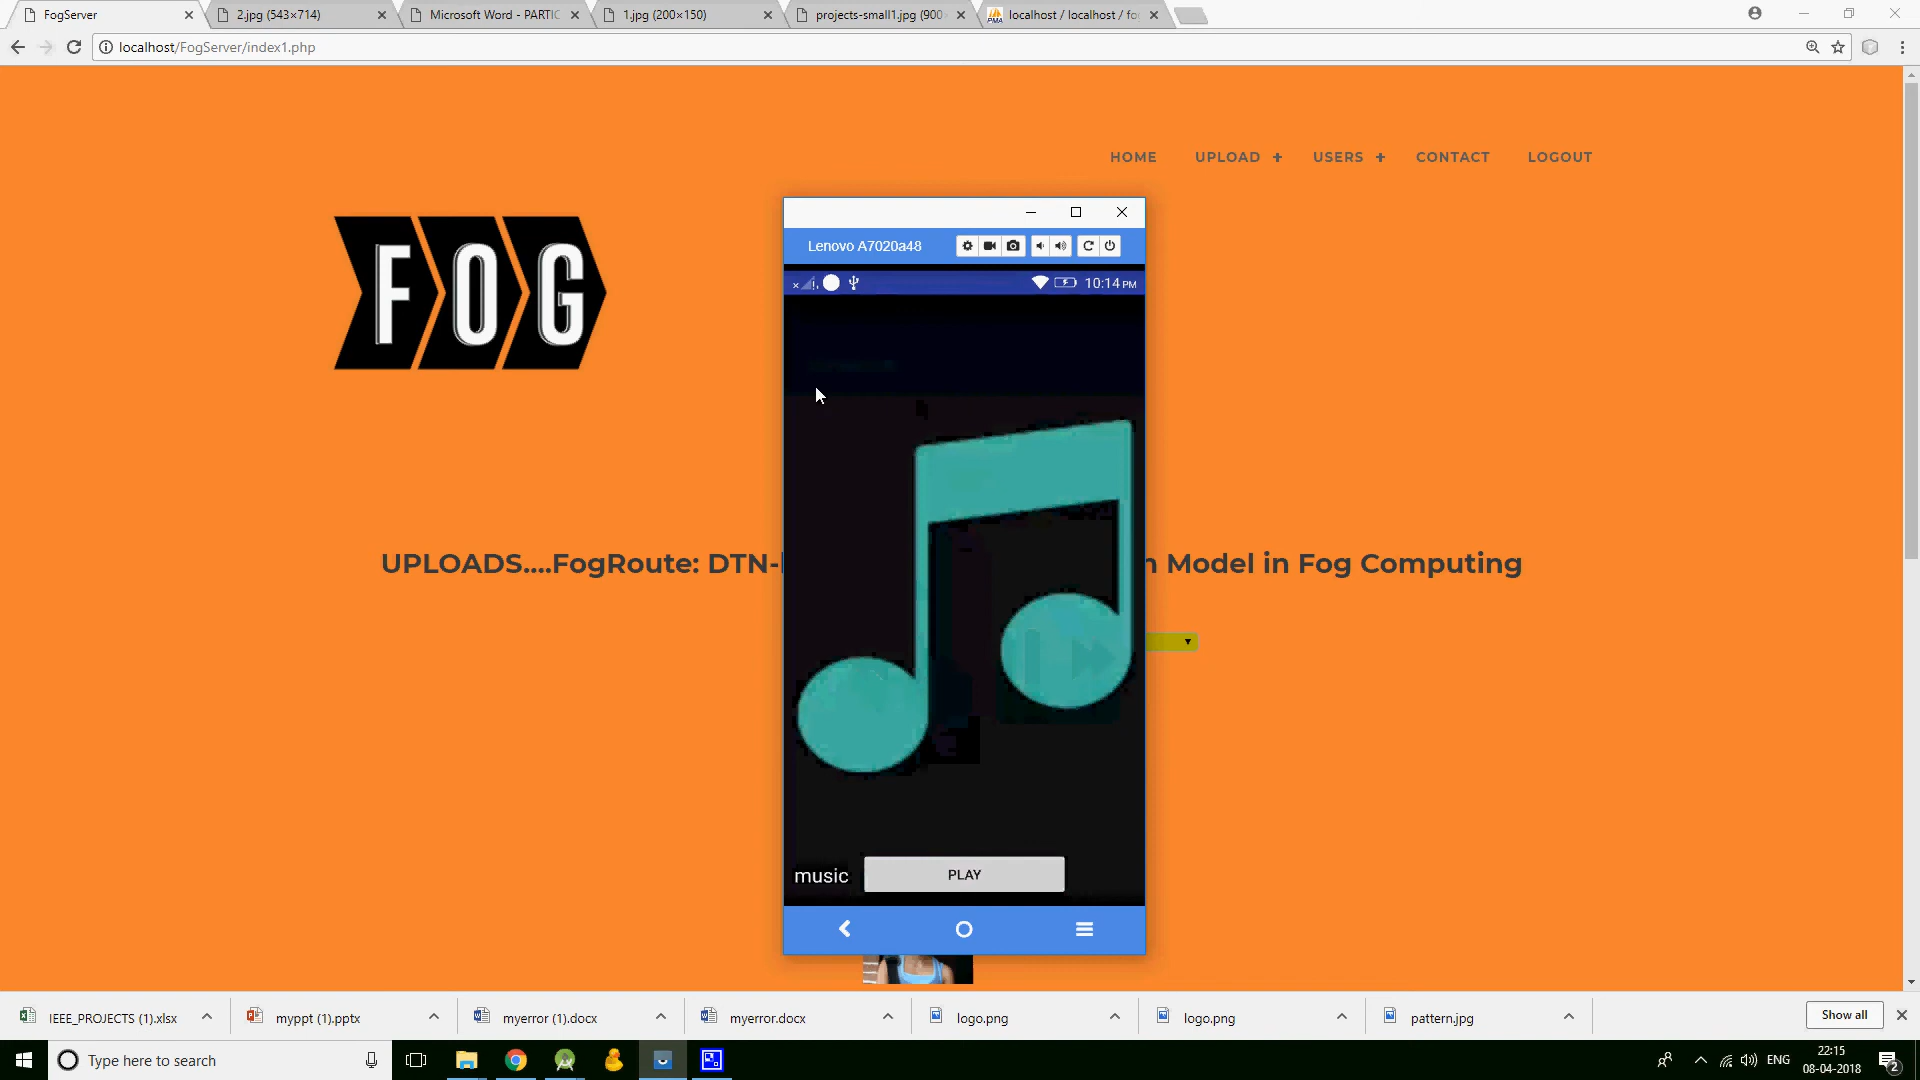 FogServer
2.jpg (543×714)
Microsoft Word - PARTIC
1.jpg (200×150)
projects-small1.jpg (900×
localhost / localhost / fo
localhost/FogServer/index1.php
HOME
UPLOAD +
USERS +
CONTACT
LOGOUT
FOG
Lenovo A7020a48
10:14 PM
UPLOADS....FogRoute: DTN-
Model in Fog Computing
music
PLAY
IEEE_PROJECTS (1).xlsx
myppt (1).pptx
myerror (1).docx
myerror.docx
logo.png
logo.png
pattern.jpg
Show all
Type here to search
ENG
22:15
08-04-2018
2